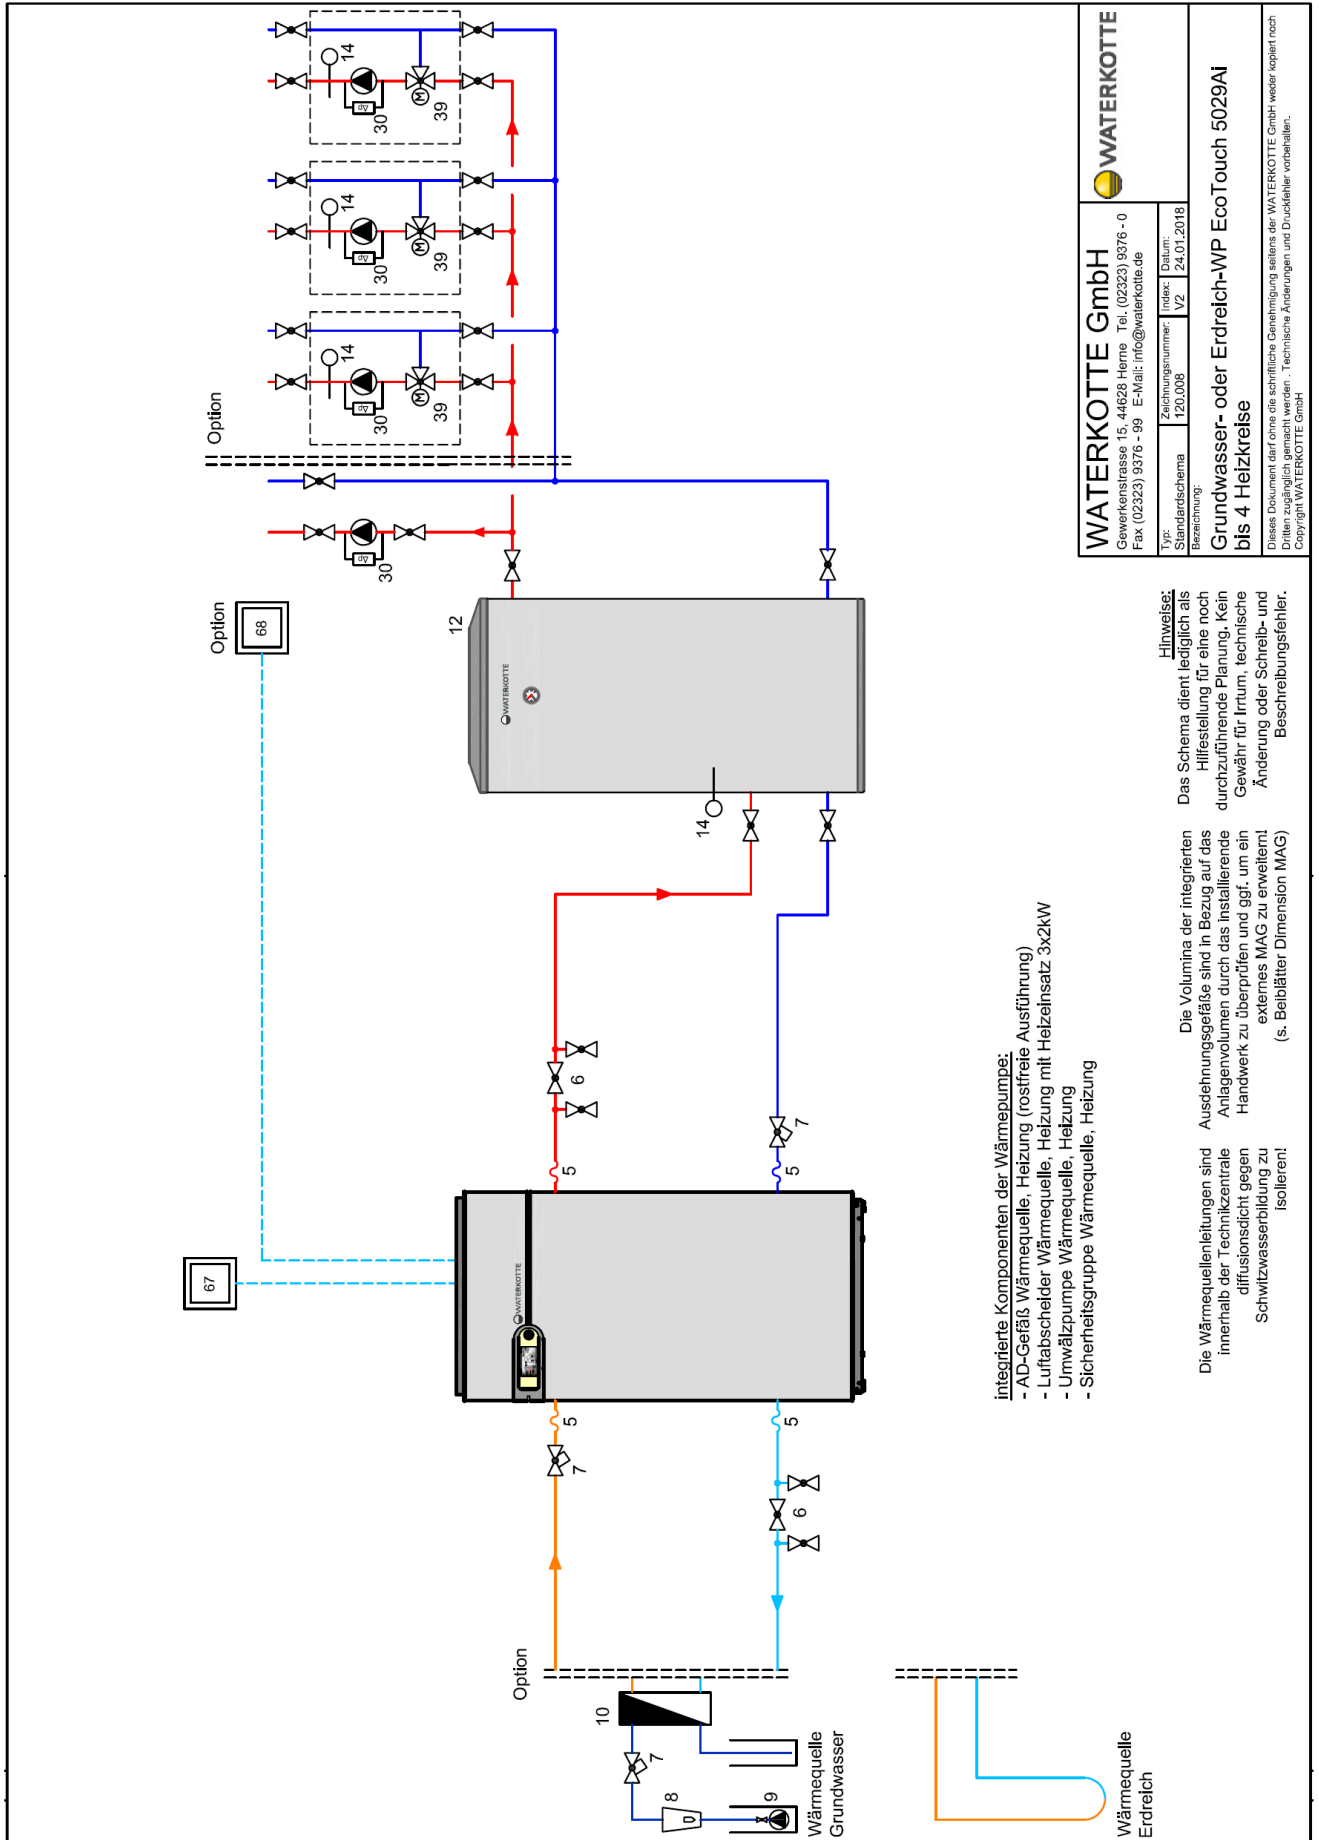 Option
67
68
Option
Option
14
30
39
14
30
39
14
30
39
30
12
WATERKOTTE
14
WATERKOTTE
5
6
7
5
5
7
5
6
Option
10
7
8
9
Wärmequelle
Grundwasser
Wärmequelle
Erdreich
integrierte Komponenten der Wärmepumpe:
- AD-Gefäß Wärmequelle, Heizung (rostfreie Ausführung)
- Luftabscheider Wärmequelle, Heizung mit Heizeinsatz 3x2kW
- Umwälzpumpe Wärmequelle, Heizung
- Sicherheitsgruppe Wärmequelle, Heizung
Die Wärmequellenleitungen sind
innerhalb der Technikzentrale
diffusionsdicht gegen
Schwitzwasserbildung zu
isolieren!
Die Volumina der integrierten
Ausdehnungsgefäße sind in Bezug auf das
Anlagenvolumen durch das installierende
Handwerk zu überprüfen und ggf. um ein
externes MAG zu erweitern!
(s. Beiblätter Dimension MAG)
Hinweise:
Das Schema dient lediglich als
Hilfestellung für eine noch
durchzuführende Planung. Kein
Gewähr für Irrtum, technische
Änderung oder Schreib- und
Beschreibungsfehler.
WATERKOTTE GmbH
Gewerkenstrasse 15, 44628 Herne Tel. (02323) 9376 - 0
Fax (02323) 9376 - 99 E-Mail: info@waterkotte.de
WATERKOTTE
Typ:
Standardschema
Zeichnungsnummer:
120.008
Index:
V2
Datum:
24.01.2018
Bezeichnung:
Grundwasser- oder Erdreich-WP EcoTouch 5029Ai
bis 4 Heizkreise
Dieses Dokument darf ohne die schriftliche Genehmigung seitens der WATERKOTTE GmbH weder kopiert noch
Dritten zugänglich gemacht werden . Technische Änderungen und Druckfehler vorbehalten.
Copyright WATERKOTTE GmbH